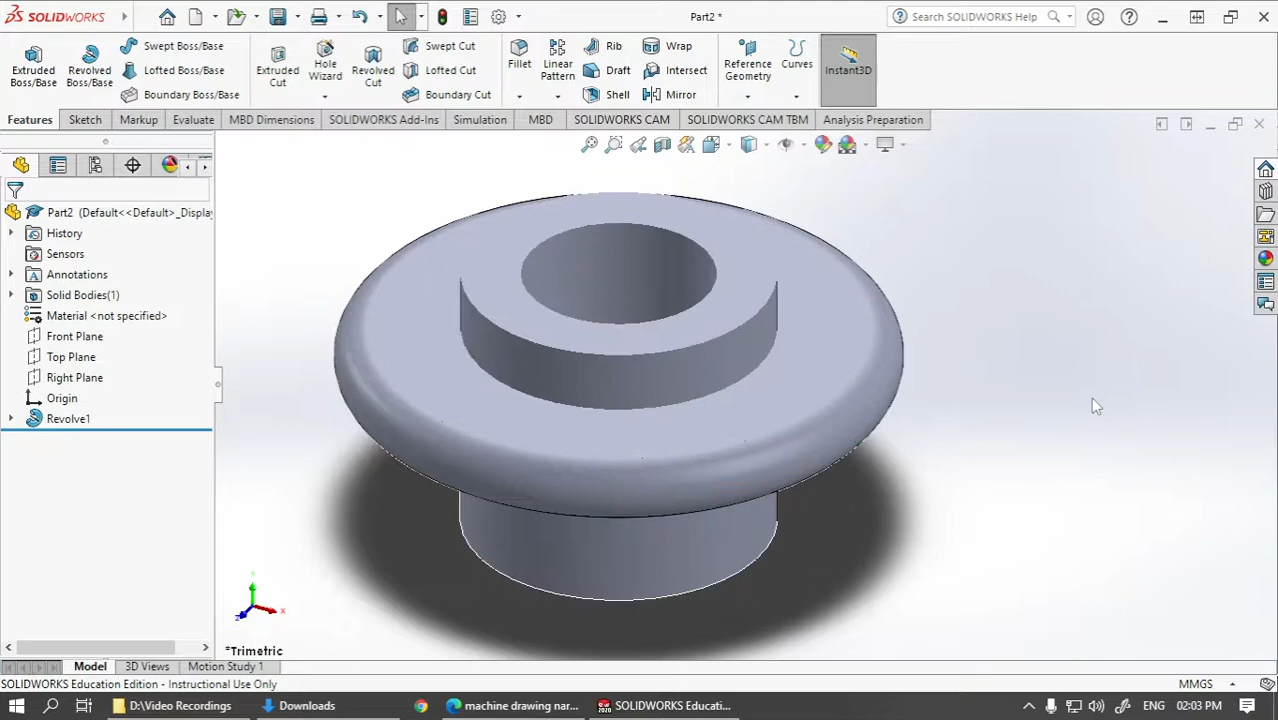 SOLIDWORKS
Part2 *
Search SOLIDWORKS Help
Extruded Boss/Base
Revolved Boss/Base
Swept Boss/Base
Lofted Boss/Base
Boundary Boss/Base
Extruded Cut
Hole Wizard
Revolved Cut
Swept Cut
Lofted Cut
Boundary Cut
Fillet
Linear Pattern
Rib
Draft
Shell
Wrap
Intersect
Mirror
Reference Geometry
Curves
Instant3D
Features Sketch Markup Evaluate MBD Dimensions SOLIDWORKS Add-Ins Simulation MBD SOLIDWORKS CAM SOLIDWORKS CAM TBM Analysis Preparation
Part2 (Default<<Default>_Displa
History
Sensors
Annotations
Solid Bodies(1)
Material <not specified>
Front Plane
Top Plane
Right Plane
Origin
Revolve1
Y
X
Z
*Trimetric
Model 3D Views Motion Study 1
SOLIDWORKS Education Edition - Instructional Use Only
MMGS
D:\Video Recordings
Downloads
machine drawing nar...
SOLIDWORKS Educati...
2020
02:03 PM